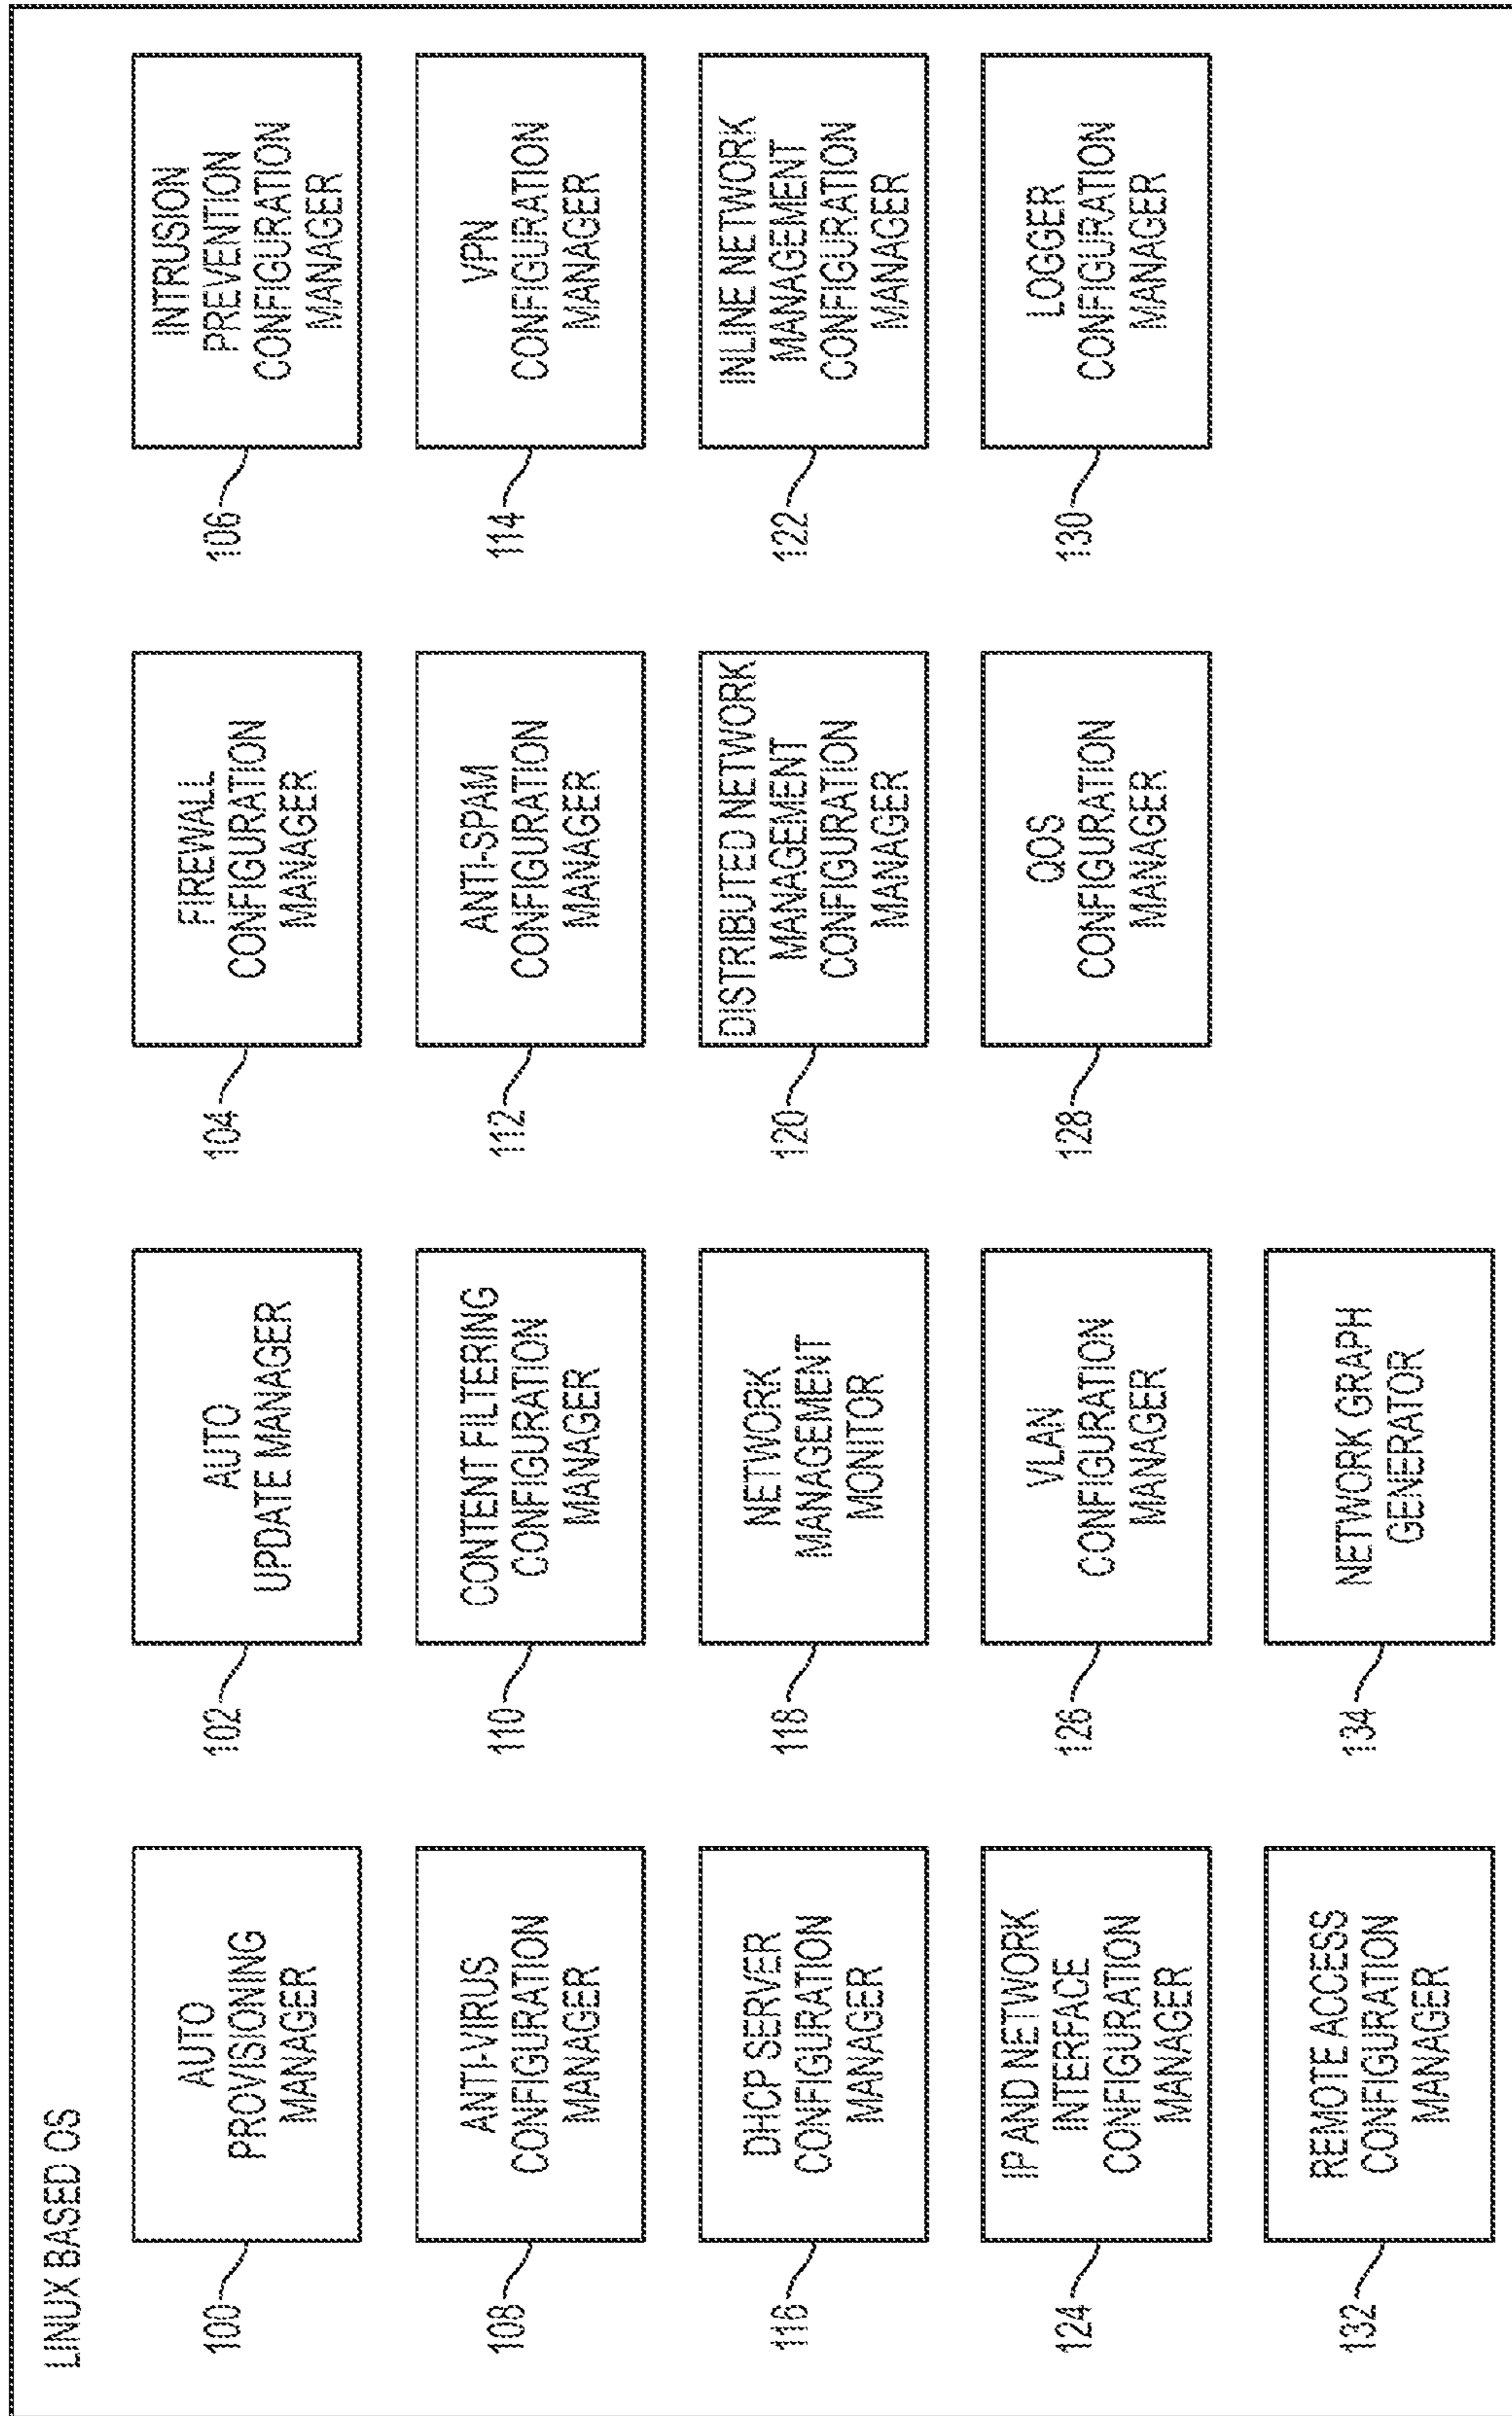 LINUX BASED OS
100
AUTO
PROVISIONING
MANAGER
102
AUTO
UPDATE MANAGER
104
FIREWALL
CONFIGURATION
MANAGER
106
INTRUSION
PREVENTION
CONFIGURATION
MANAGER
108
ANTI-VIRUS
CONFIGURATION
MANAGER
110
CONTENT FILTERING
CONFIGURATION
MANAGER
112
ANTI-SPAM
CONFIGURATION
MANAGER
114
VPN
CONFIGURATION
MANAGER
116
DHCP SERVER
CONFIGURATION
MANAGER
118
NETWORK
MANAGEMENT
MONITOR
120
DISTRIBUTED NETWORK
MANAGEMENT
CONFIGURATION
MANAGER
122
INLINE NETWORK
MANAGEMENT
CONFIGURATION
MANAGER
124
IP AND NETWORK
INTERFACE
CONFIGURATION
MANAGER
126
VLAN
CONFIGURATION
MANAGER
128
QOS
CONFIGURATION
MANAGER
130
LOGGER
CONFIGURATION
MANAGER
132
REMOTE ACCESS
CONFIGURATION
MANAGER
134
NETWORK GRAPH
GENERATOR